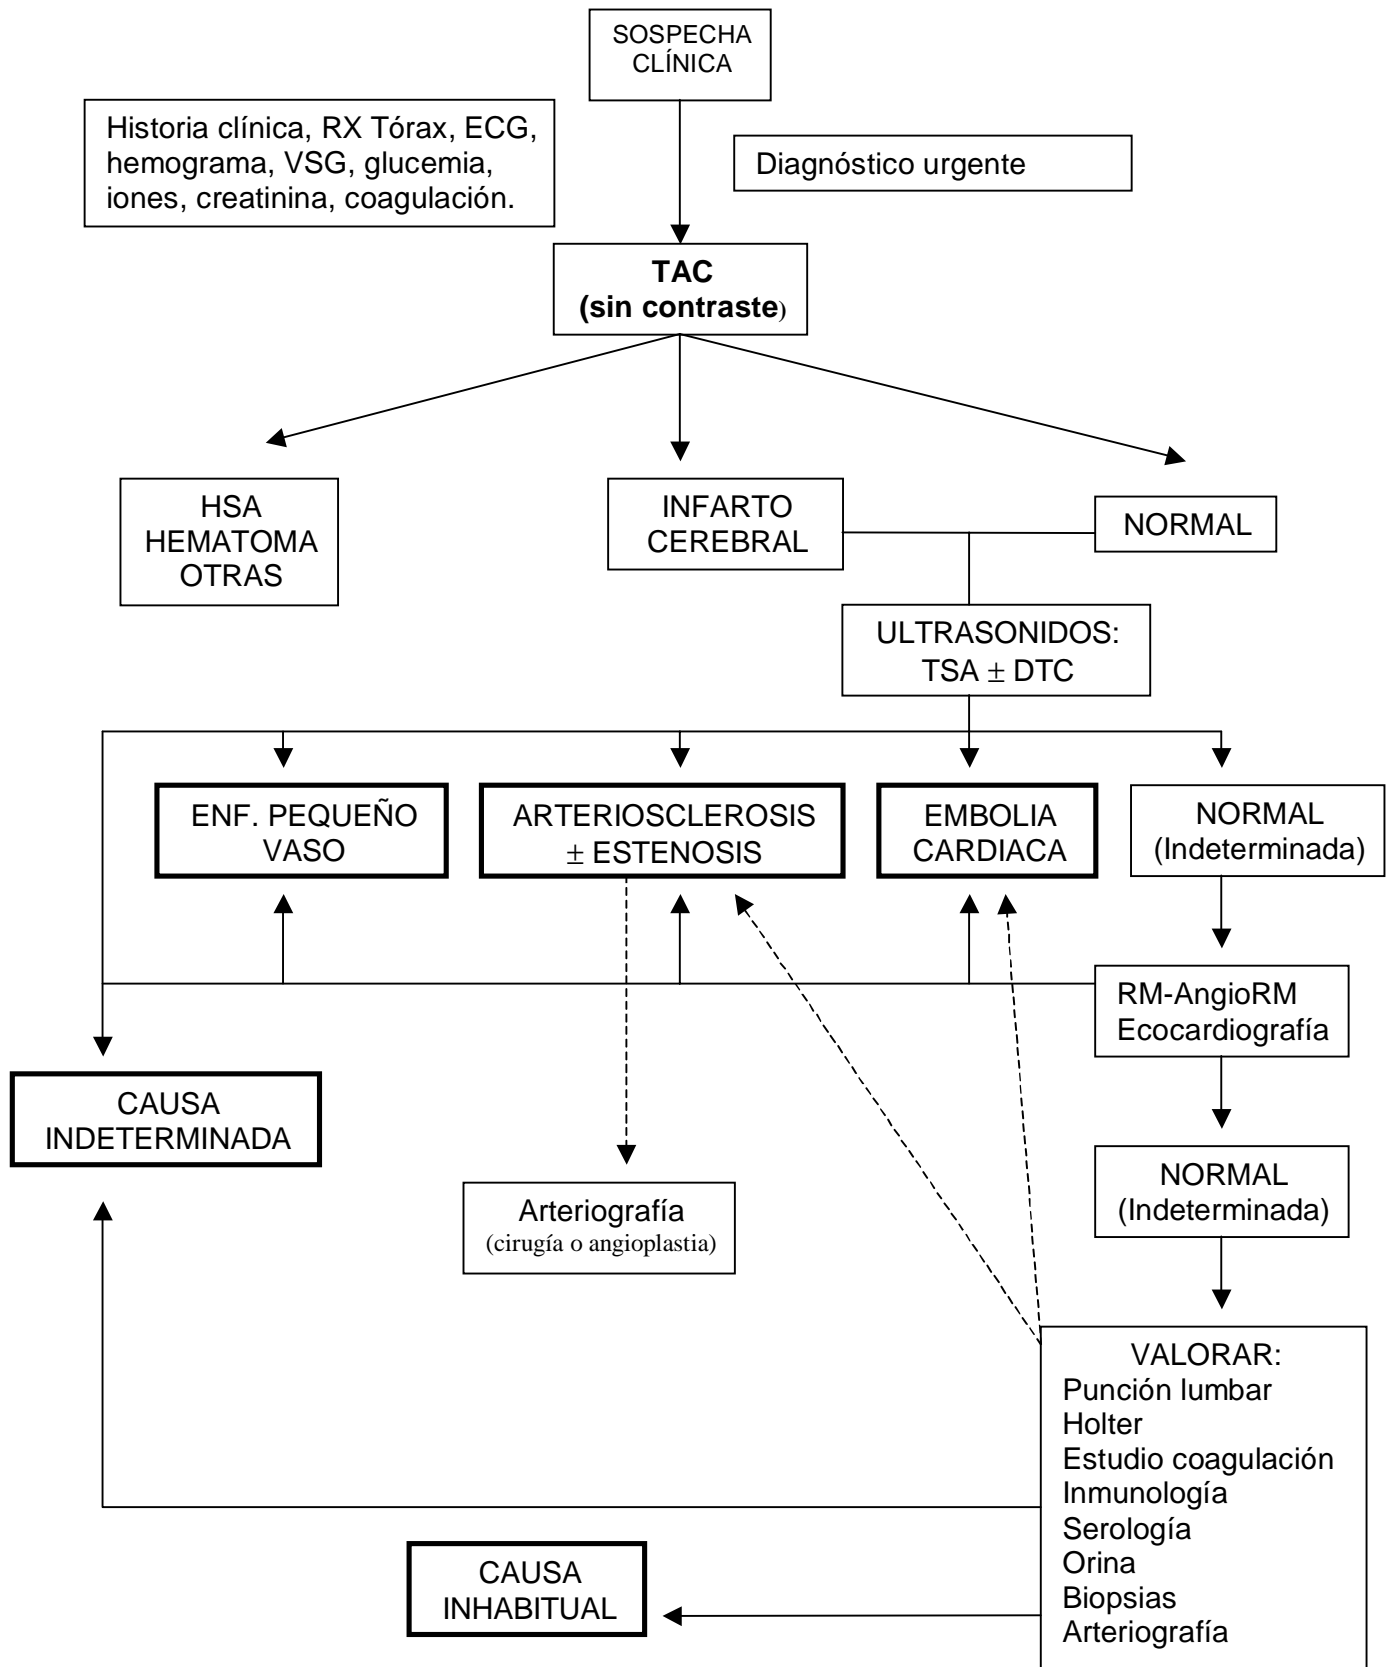 SOSPECHA
CLÍNICA
Historia clínica, RX Tórax, ECG,
hemograma, VSG, glucemia,
iones, creatinina, coagulación.
Diagnóstico urgente
TAC
(sin contraste)
HSA
HEMATOMA
OTRAS
INFARTO
CEREBRAL
NORMAL
ULTRASONIDOS:
TSA ± DTC
ENF. PEQUEÑO
VASO
ARTERIOSCLEROSIS
± ESTENOSIS
EMBOLIA
CARDIACA
NORMAL
(Indeterminada)
RM-AngioRM
Ecocardiografía
CAUSA
INDETERMINADA
NORMAL
(Indeterminada)
Arteriografía
(cirugía o angioplastia)
VALORAR:
Punción lumbar
Holter
Estudio coagulación
Inmunología
Serología
Orina
Biopsias
Arteriografía
CAUSA
INHABITUAL